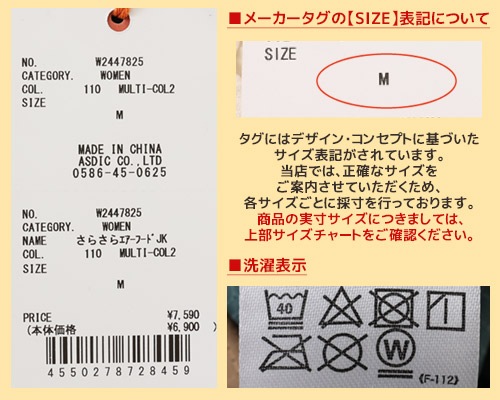 NO. W2447825
CATEGORY. WOMEN
COL. 110 MULTI-COL2
SIZE
M
MADE IN CHINA
ASDIC CO.,LTD
0586-45-0625
NO. W2447825
CATEGORY. WOMEN
NAME さらさらエアーフードJK
COL. 110 MULTI-COL2
SIZE
M
PRICE ¥7,590
(本体価格 ¥6,900 )
4550278728459
■メーカータグの【SIZE】表記について
SIZE
M
タグにはデザイン・コンセプトに基づいた
サイズ表記がされています。
当店では、正確なサイズを
ご案内させていただくため、
各サイズごとに採寸を行っております。
商品の実寸サイズにつきましては、
上部サイズチャートをご確認ください。
■洗濯表示
40
W
《F-112》